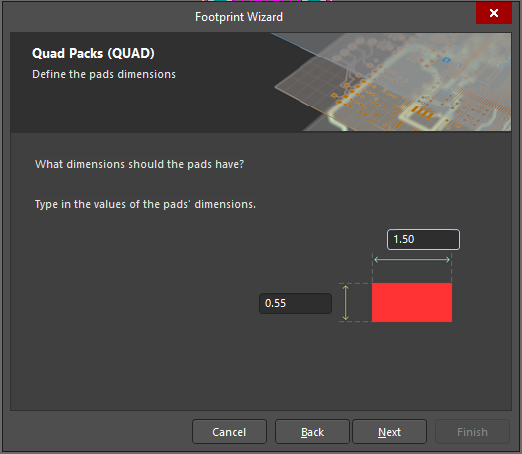 Footprint Wizard
Quad Packs (QUAD)
Define the pads dimensions
What dimensions should the pads have?
Type in the values of the pads' dimensions.
1.50
0.55
Cancel
Back
Next
Finish